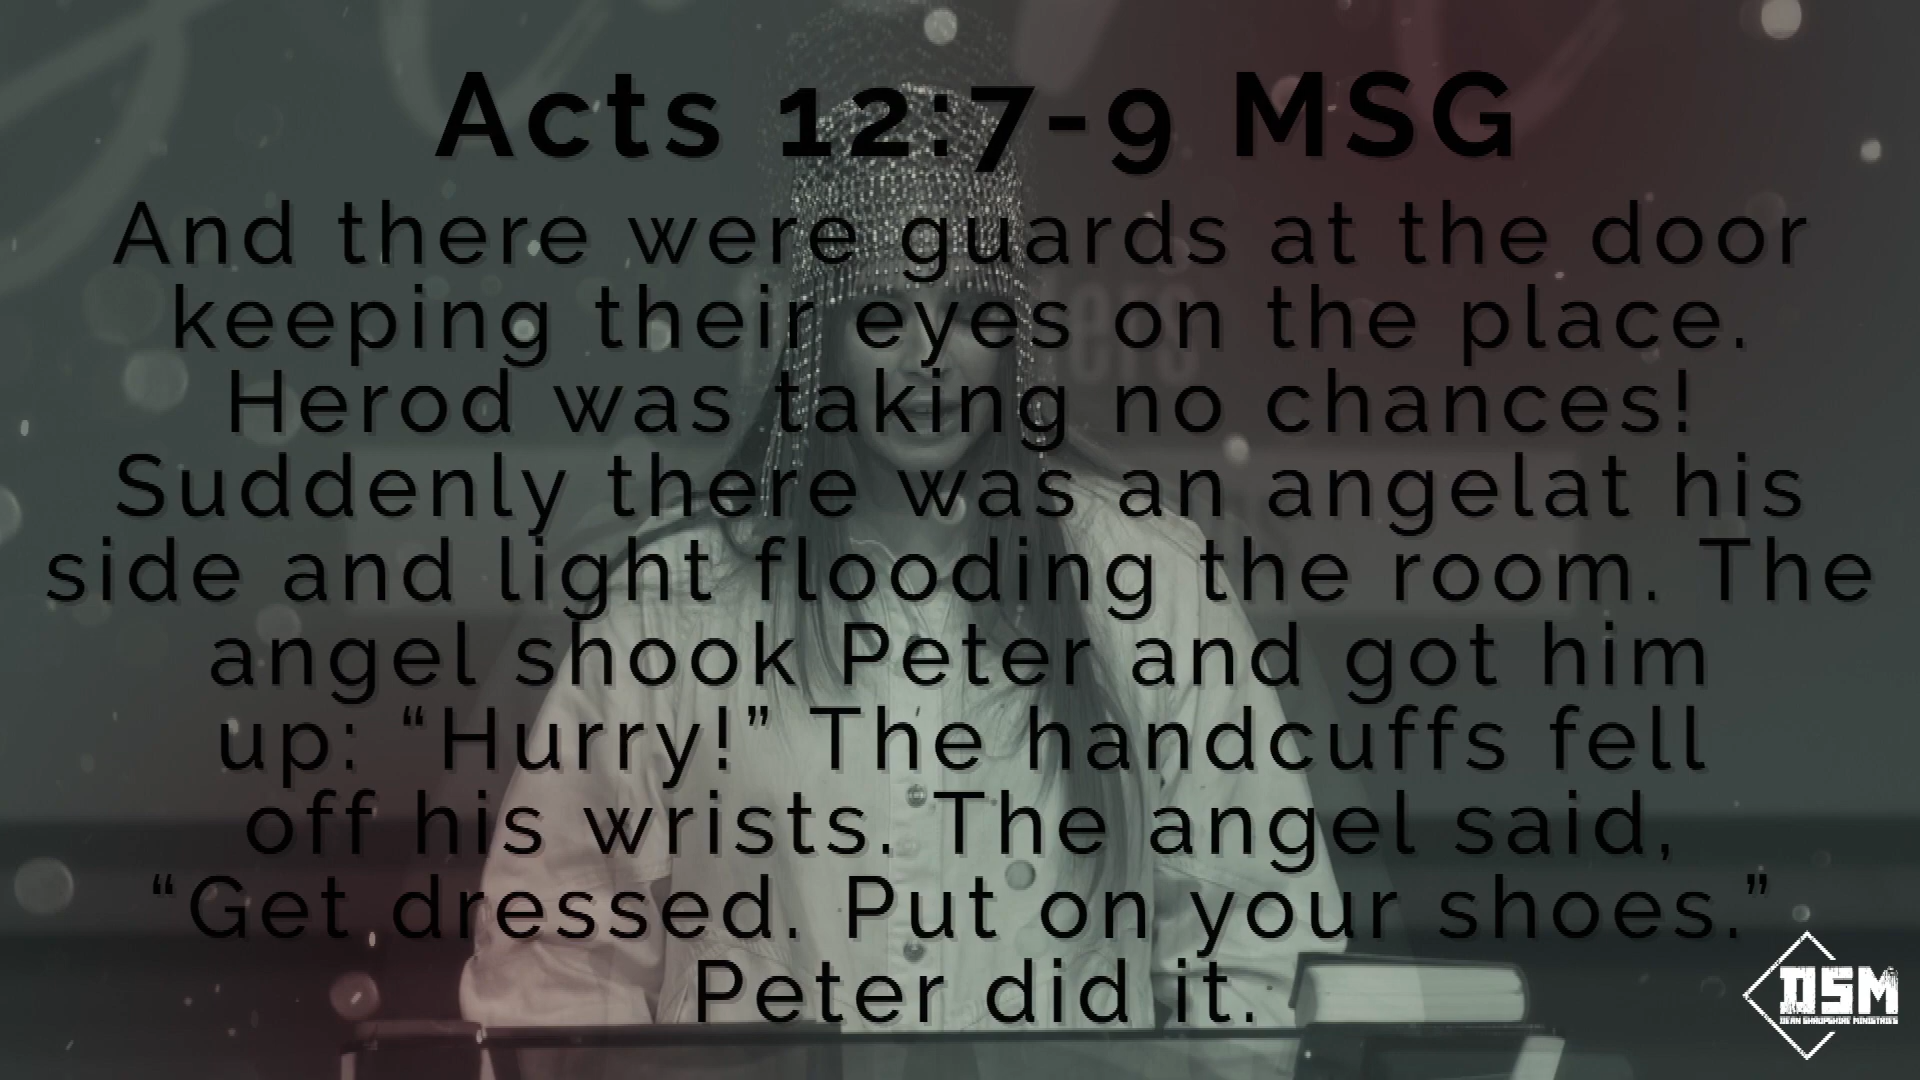 Acts 12:7-9 MSG
And there were guards at the door
keeping their eyes on the place.
Herod was taking no chances!
Suddenly there was an angelat his
side and light flooding the room. The
angel shook Peter and got him
up: “Hurry!” The handcuffs fell
off his wrists. The angel said,
“Get dressed. Put on your shoes.”
Peter did it.
DSM
DEAN SHROPSHIRE MINISTRIES